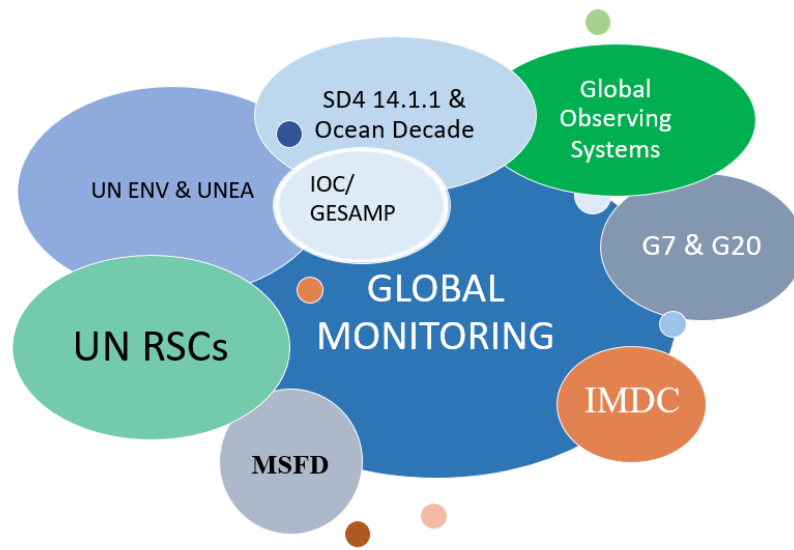 SD4 14.1.1 &
Ocean Decade
Global
Observing
Systems
UN ENV & UNEA
IOC/
GESAMP
G7 & G20
GLOBAL
MONITORING
UN RSCs
IMDC
MSFD